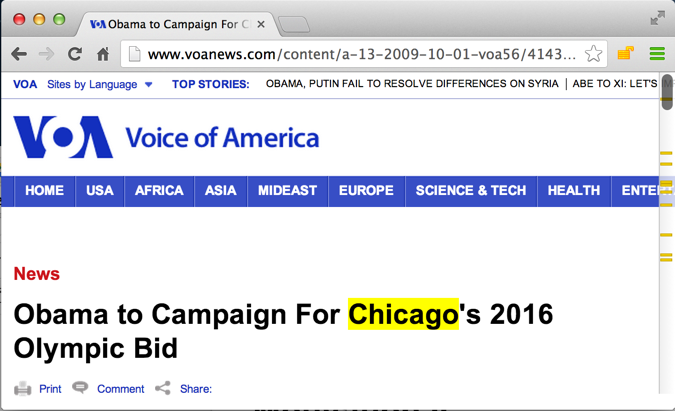 Obama to Campaign For C
www.voanews.com/content/a-13-2009-10-01-voa56/4143...
VOA Sites by Language TOP STORIES: OBAMA, PUTIN FAIL TO RESOLVE DIFFERENCES ON SYRIA | ABE TO XI: LET'S
VOA Voice of America
HOME USA AFRICA ASIA MIDEAST EUROPE SCIENCE & TECH HEALTH ENTE
News
Obama to Campaign For Chicago's 2016
Olympic Bid
Print Comment Share: